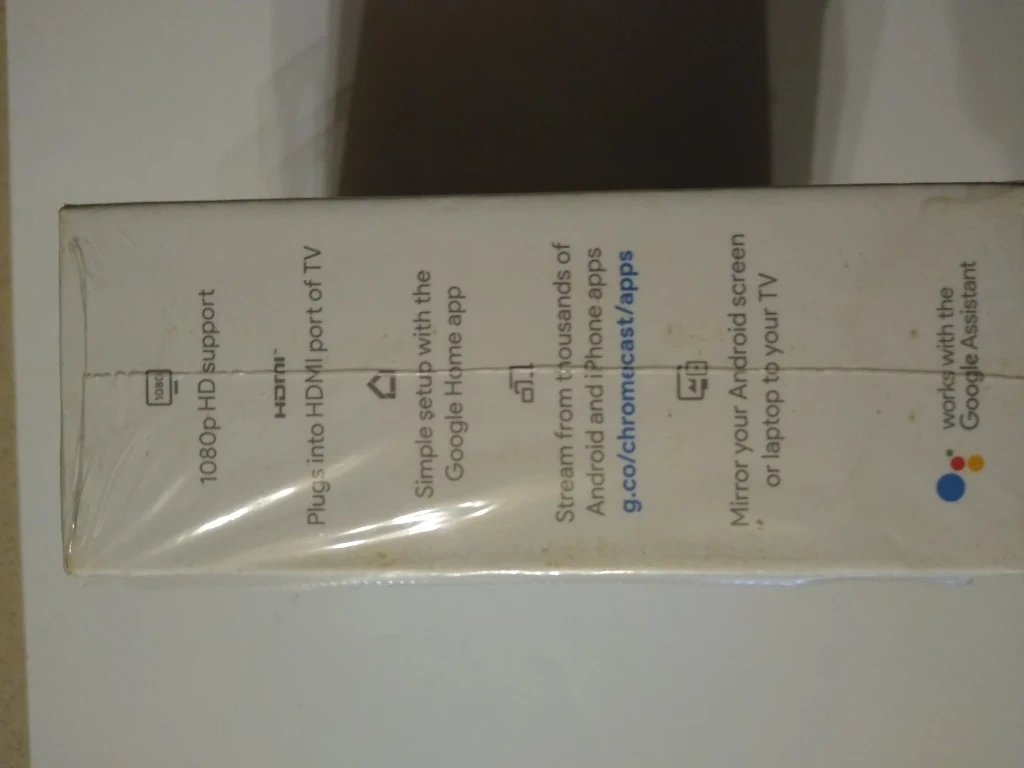 1080
1080p HD support
HDMI™
Plugs into HDMI port of TV
Simple setup with the
Google Home app
Stream from thousands of
Android and iPhone apps
g.co/chromecast/apps
Mirror your Android screen
or laptop to your TV
works with the
Google Assistant